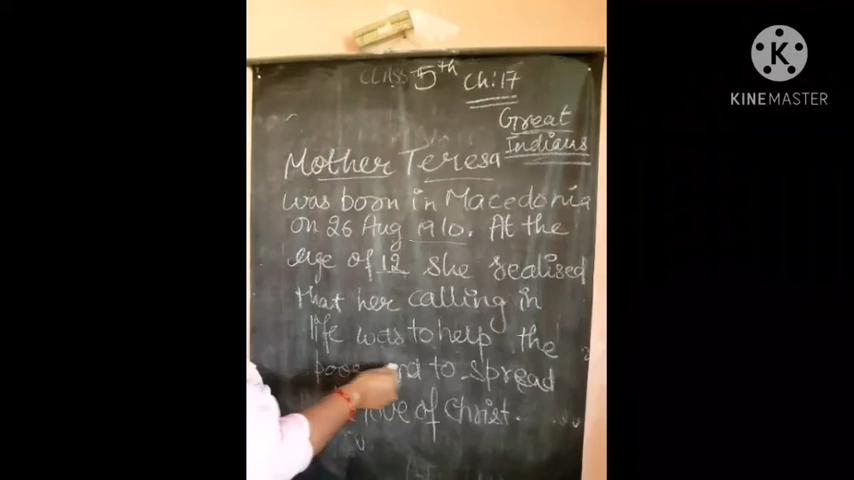 CLASS 5th Ch:17
Great
Indians
Mother Teresa
was born in Macedonia
on 26 Aug 1910. At the
age of 12 she realised
that her calling in
life was to help the
poor and to spread
love of Christ.
KINEMASTER